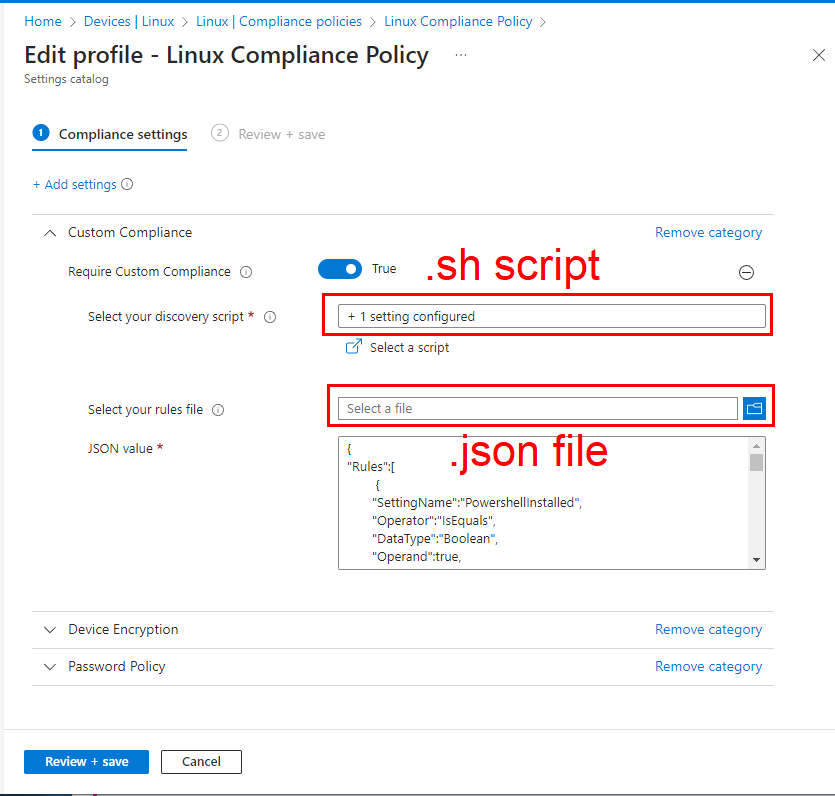 Home > Devices | Linux > Linux | Compliance policies > Linux Compliance Policy >
Edit profile - Linux Compliance Policy ...
Settings catalog
1 Compliance settings 2 Review + save
+ Add settings
Custom Compliance Remove category
Require Custom Compliance True
.sh script
Select your discovery script * + 1 setting configured
Select a script
Select your rules file Select a file
.json file
JSON value * {
"Rules":[
{
"SettingName":"PowershellInstalled",
"Operator":"IsEquals",
"DataType":"Boolean",
"Operand":true,
Device Encryption Remove category
Password Policy Remove category
Review + save Cancel